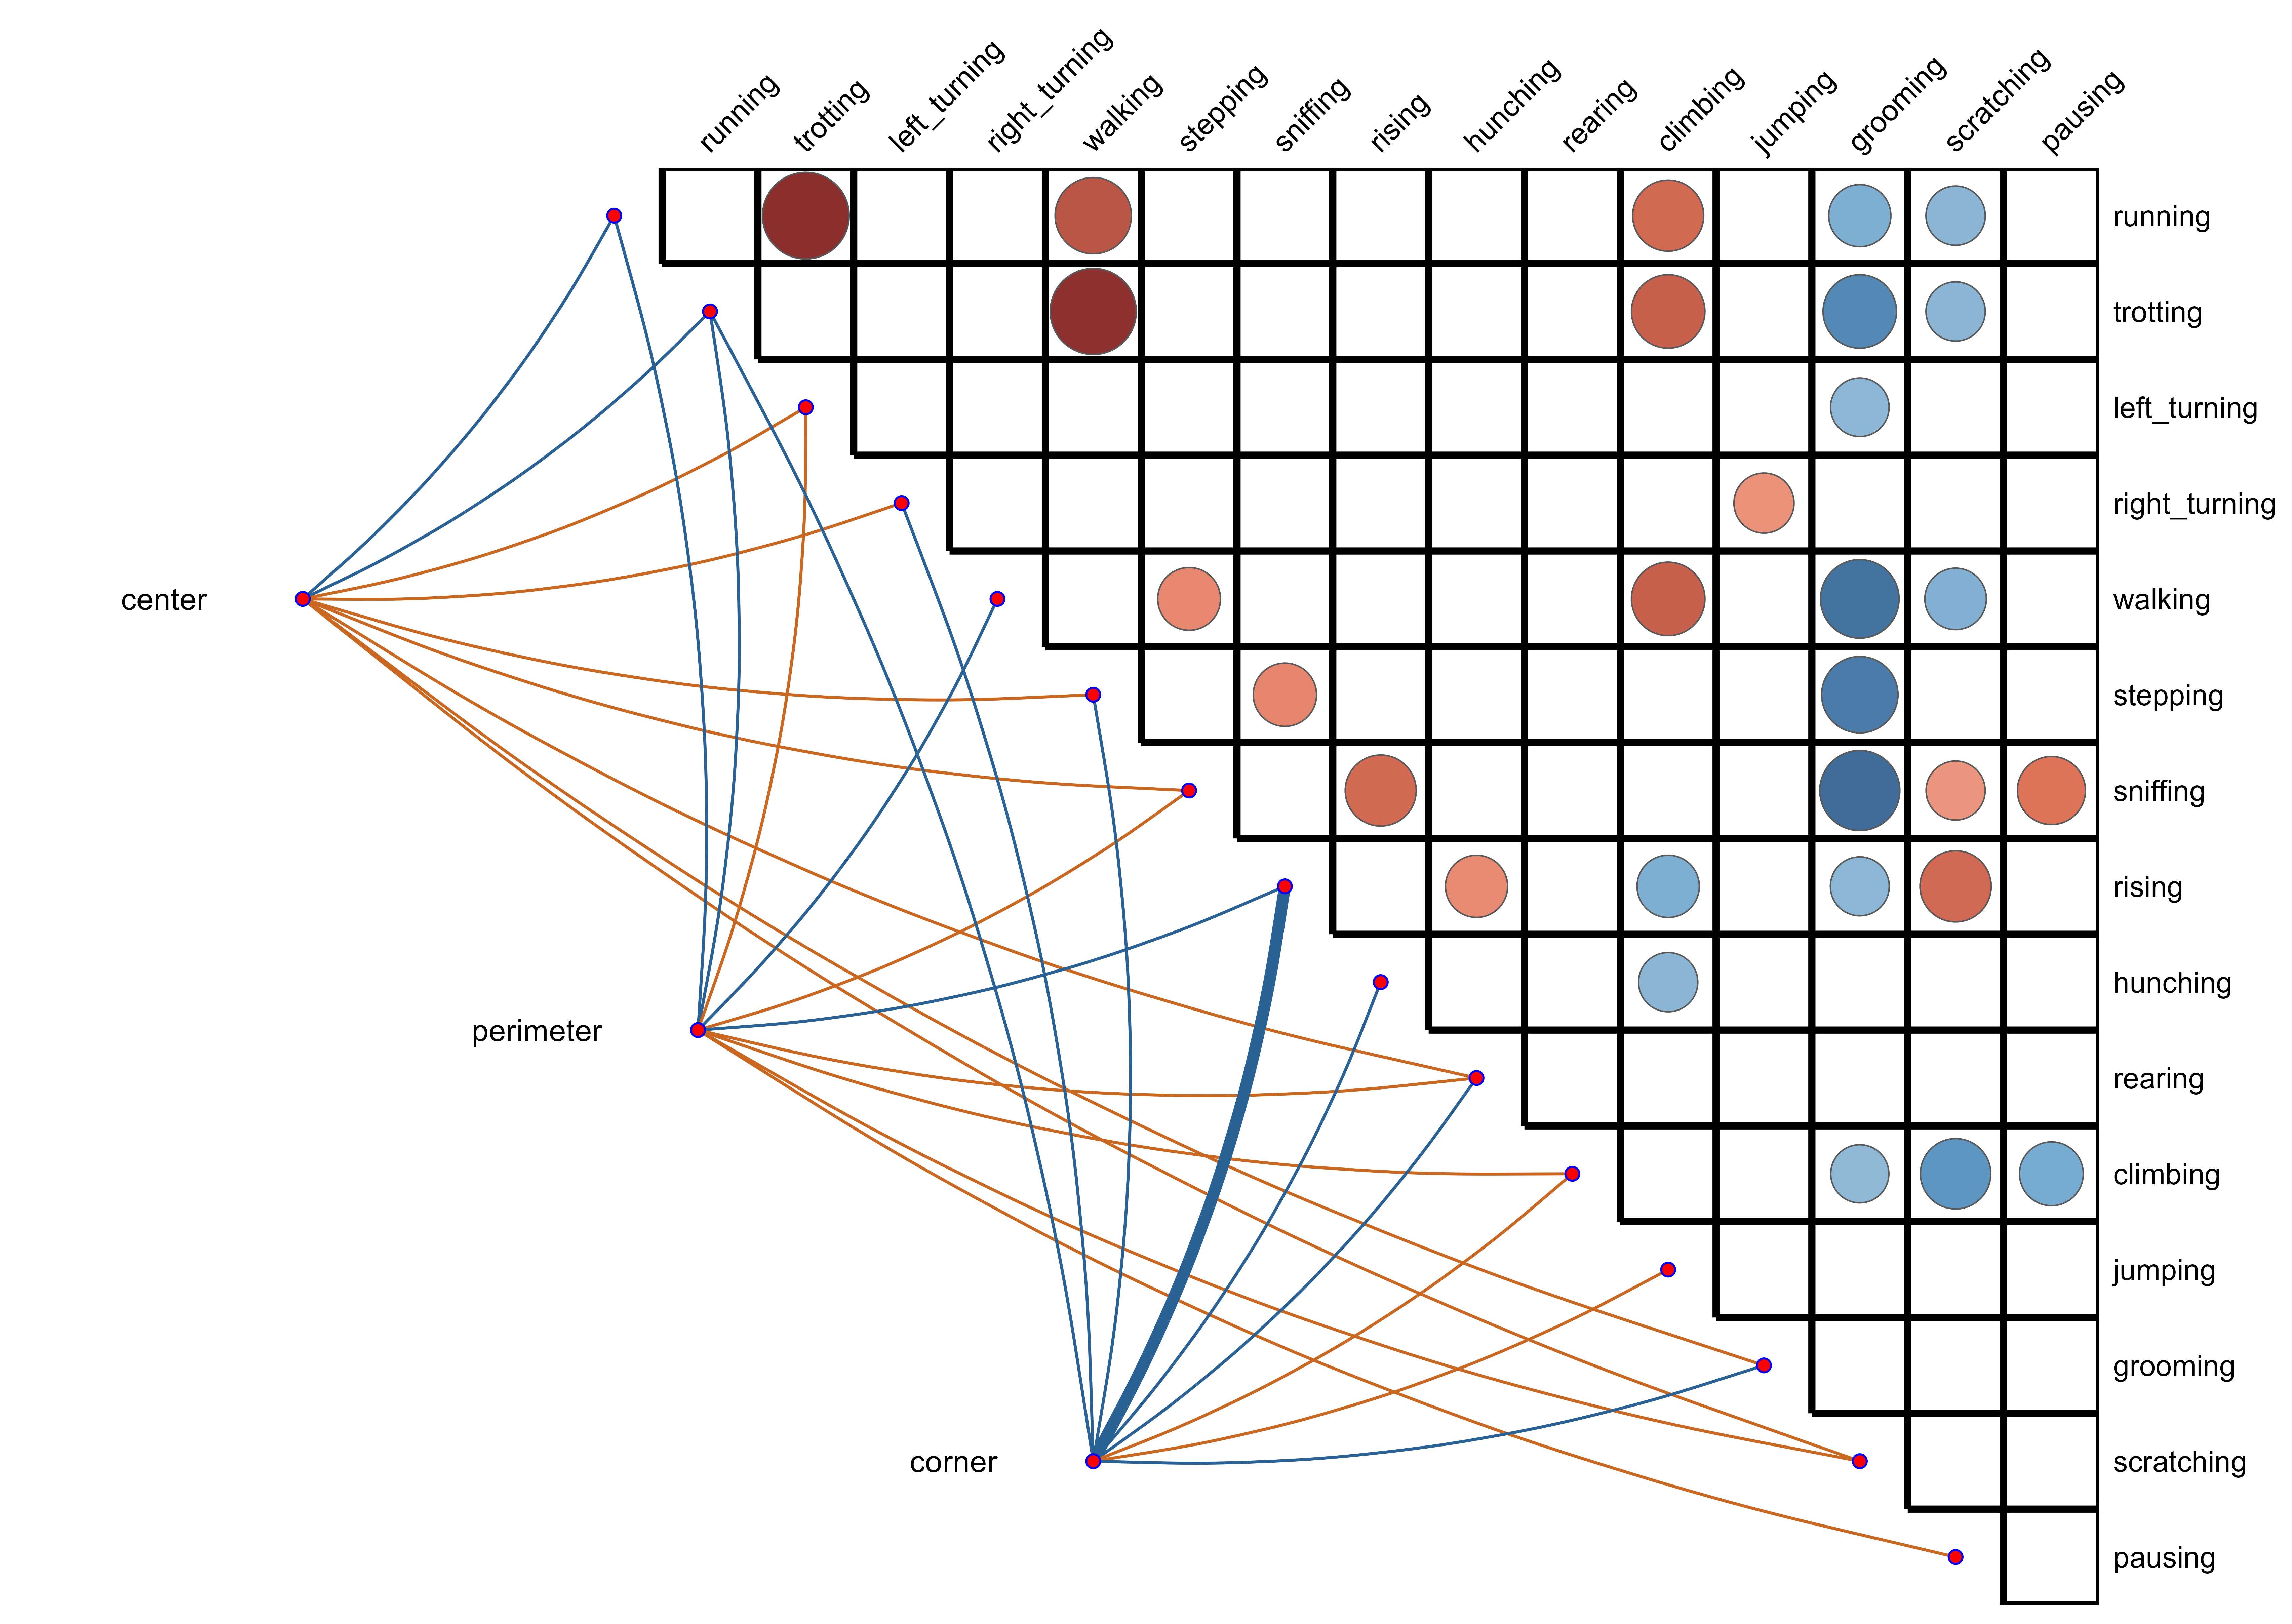 running
trotting
left_turning
right_turning
walking
stepping
sniffing
rising
hunching
rearing
climbing
jumping
grooming
scratching
pausing
running
trotting
left_turning
right_turning
center
walking
stepping
sniffing
rising
hunching
perimeter
rearing
climbing
jumping
grooming
corner
scratching
pausing